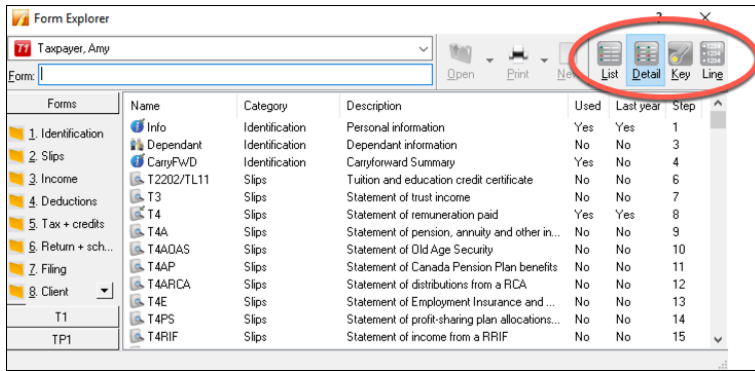 Form Explorer
T1 Taxpayer, Amy
Form:
Open Print New List Detail Key Line
Forms
1. Identification
2. Slips
3. Income
4. Deductions
5. Tax + credits
6. Return + sch...
7. Filing
8. Client
T1
TP1
Name Category Description Used Last year Step
Info Identification Personal information Yes Yes 1
Dependant Identification Dependant information No No 3
CarryFWD Identification Carryforward Summary No Yes 4
T2202/TL11 Slips Tuition and education credit certificate No No 6
T3 Slips Statement of trust income No No 7
T4 Slips Statement of remuneration paid Yes Yes 8
T4A Slips Statement of pension, annuity and other in... No No 9
T4AOAS Slips Statement of Old Age Security No No 10
T4AP Slips Statement of Canada Pension Plan benefits No No 11
T4ARCA Slips Statement of distributions from a RCA No No 12
T4E Slips Statement of Employment Insurance and ... No No 13
T4PS Slips Statement of profit-sharing plan allocations... No No 14
T4RIF Slips Statement of income from a RRIF No No 15